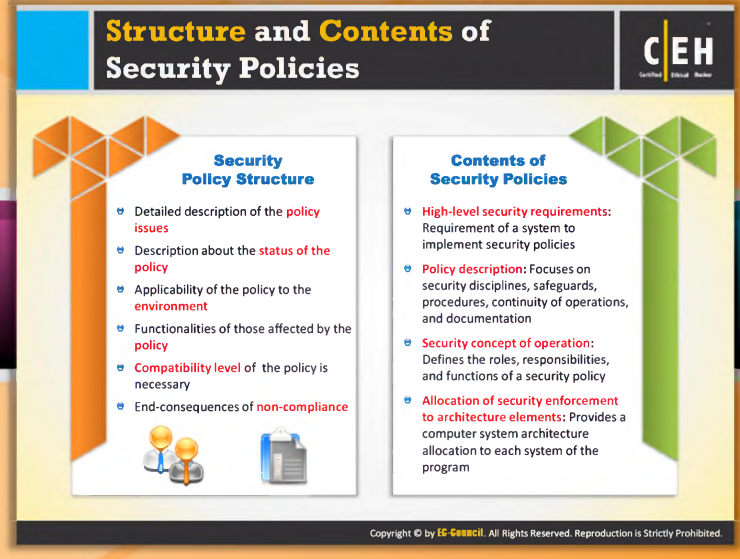 Structure and Contents of
Security Policies
C|EH
Certified Ethical Hacker
Security
Policy Structure
Detailed description of the policy
issues
Description about the status of the
policy
Applicability of the policy to the
environment
Functionalities of those affected by the
policy
Compatibility level of the policy is
necessary
End-consequences of non-compliance
Contents of
Security Policies
High-level security requirements:
Requirement of a system to
implement security policies
Policy description: Focuses on
security disciplines, safeguards,
procedures, continuity of operations,
and documentation
Security concept of operation:
Defines the roles, responsibilities,
and functions of a security policy
Allocation of security enforcement
to architecture elements: Provides a
computer system architecture
allocation to each system of the
program
Copyright © by EC-Council. All Rights Reserved. Reproduction is Strictly Prohibited.